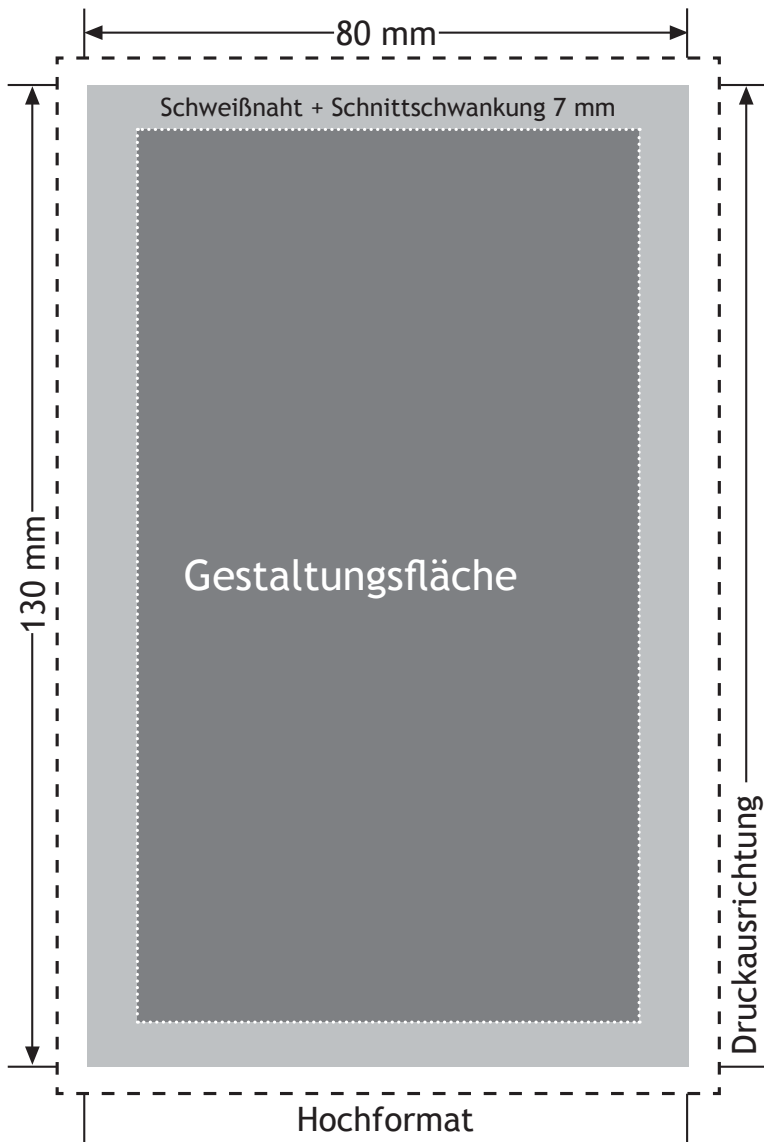 80 mm
Schweißnaht + Schnittschwankung 7 mm
130 mm
Gestaltungsfläche
Druckausrichtung
Hochformat